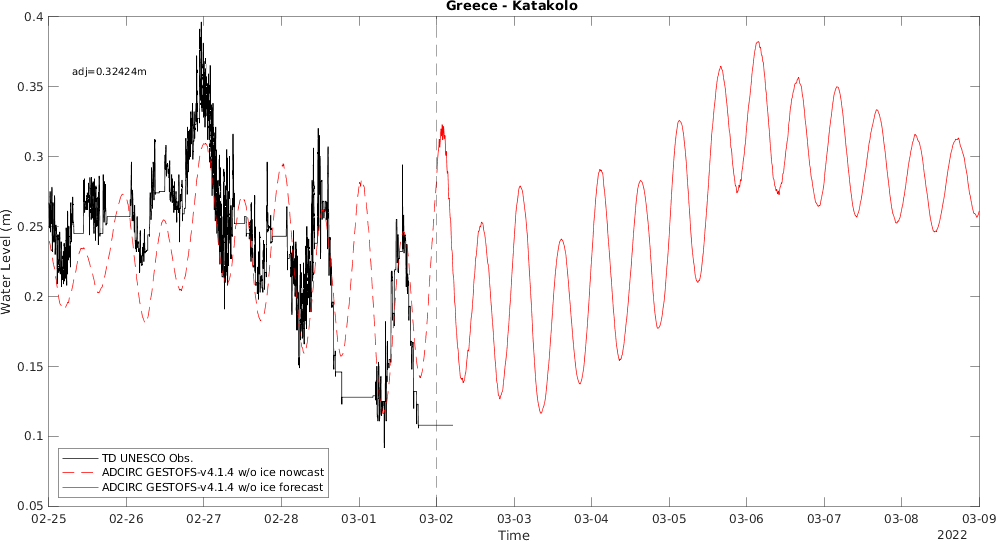 Greece - Katakolo
0.4
0.35
0.3
0.25
0.2
0.15
0.1
0.05
Water Level (m)
adj=0.32424m
TD UNESCO Obs.
ADCIRC GESTOFS-v4.1.4 w/o ice nowcast
ADCIRC GESTOFS-v4.1.4 w/o ice forecast
02-25 02-26 02-27 02-28 03-01 03-02 03-03 03-04 03-05 03-06 03-07 03-08 03-09
Time
2022